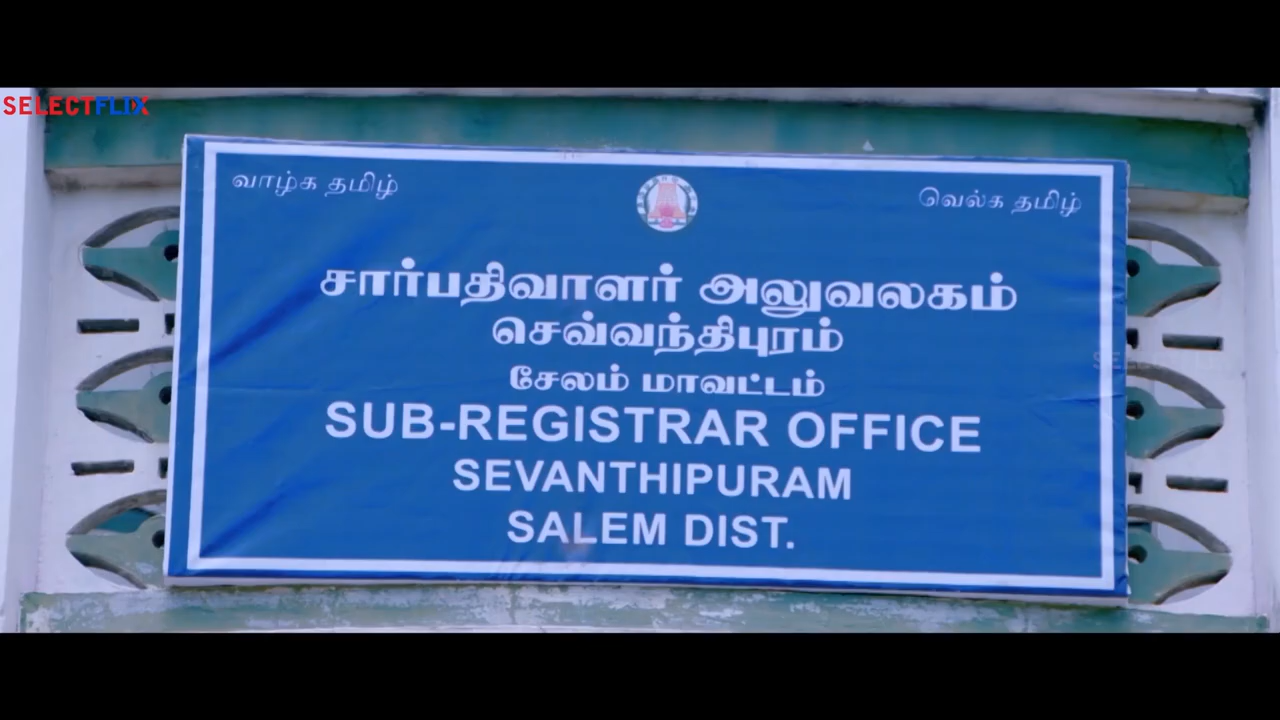 SELECTFLIX
வாழ்க தமிழ்
வெல்க தமிழ்
சார்பதிவாளர் அலுவலகம்
செவ்வந்திபுரம்
சேலம் மாவட்டம்
SUB-REGISTRAR OFFICE
SEVANTHIPURAM
SALEM DIST.